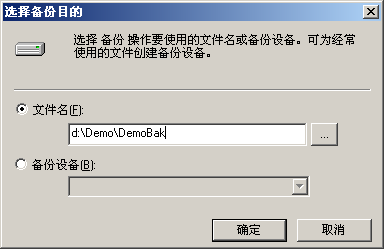 选择备份目的
选择 备份 操作要使用的文件名或备份设备。可为经常
使用的文件创建备份设备。
文件名(F):
d:\Demo\DemoBak
...
备份设备(B):
确定
取消